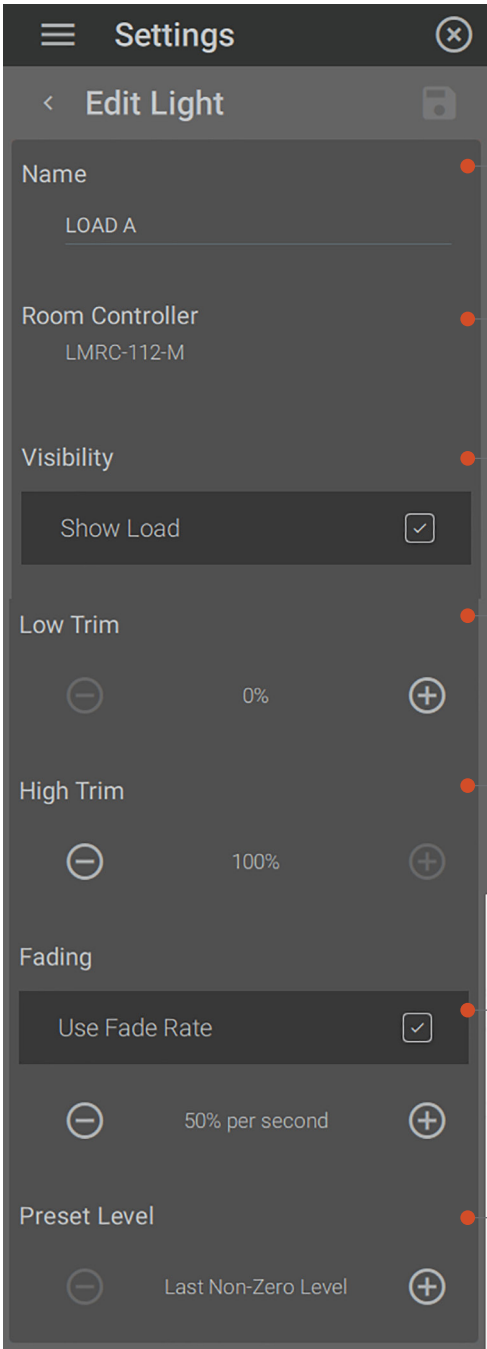 Settings
Edit Light
Name
LOAD A
Room Controller
LMRC-112-M
Visibility
Show Load
Low Trim
0%
High Trim
100%
Fading
Use Fade Rate
50% per second
Preset Level
Last Non-Zero Level